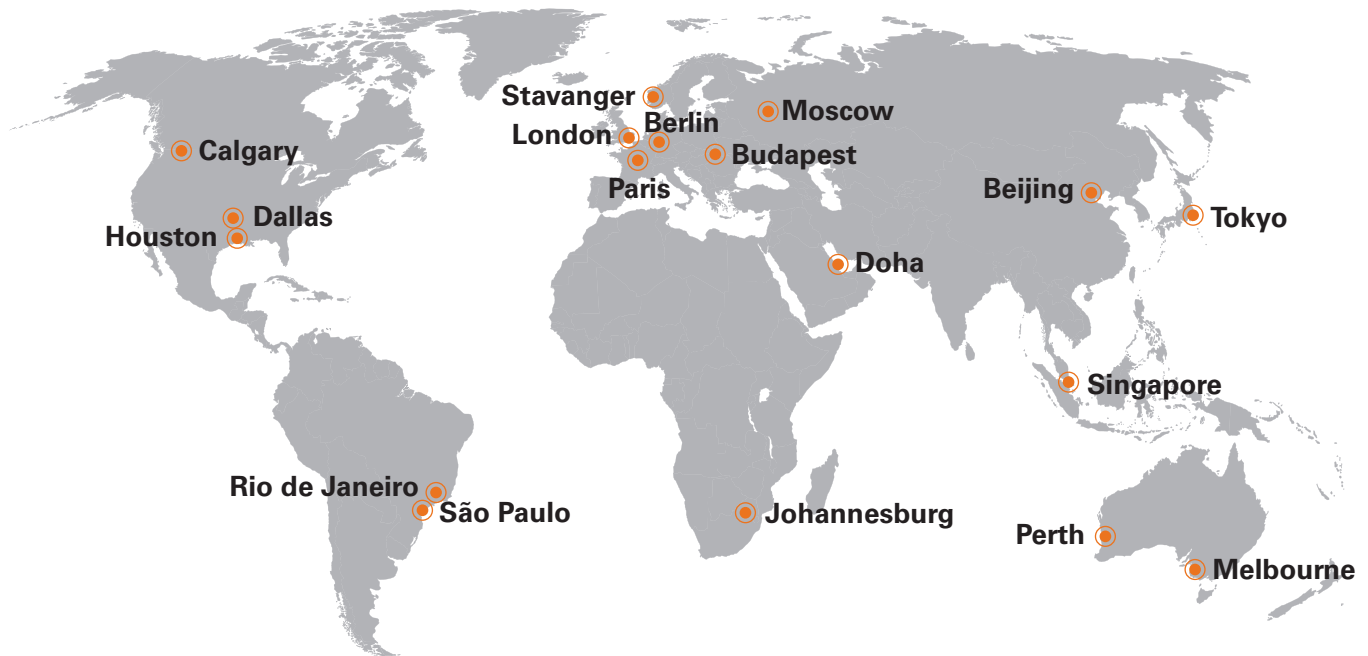 Stavanger
Moscow
Berlin
London
Calgary
Budapest
Paris
Beijing
Dallas
Tokyo
Houston
Doha
Singapore
Rio de Janeiro
São Paulo
Johannesburg
Perth
Melbourne